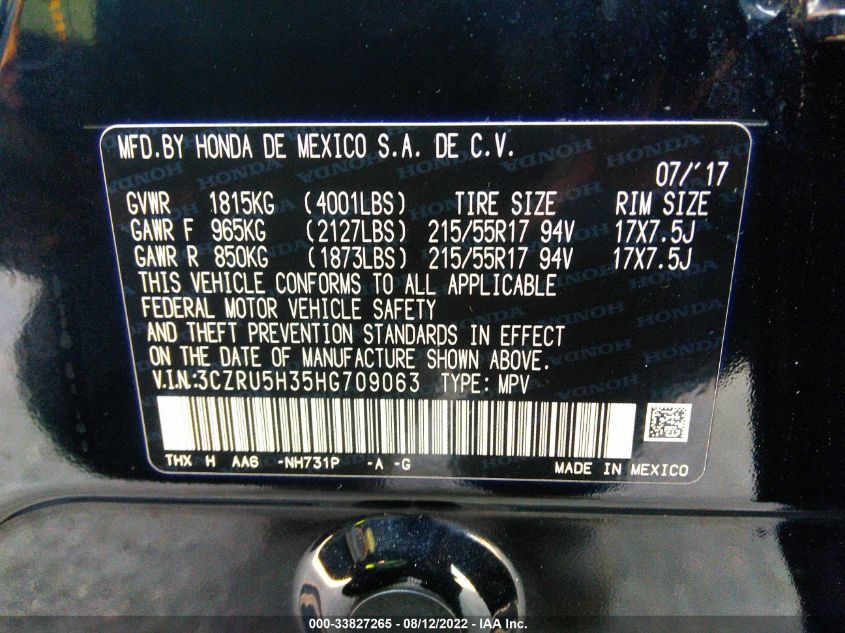 MFD.BY HONDA DE MEXICO S.A. DE C.V.
07/'17
GVWR 1815KG (4001LBS) TIRE SIZE RIM SIZE
GAWR F 965KG (2127LBS) 215/55R17 94V 17X7.5J
GAWR R 850KG (1873LBS) 215/55R17 94V 17X7.5J
THIS VEHICLE CONFORMS TO ALL APPLICABLE
FEDERAL MOTOR VEHICLE SAFETY
AND THEFT PREVENTION STANDARDS IN EFFECT
ON THE DATE OF MANUFACTURE SHOWN ABOVE.
V.I.N.:3CZRU5H35HG709063 TYPE: MPV
THX H AA6 -NH731P -A -G MADE IN MEXICO
000-33827265 - 08/12/2022 - IAA Inc.